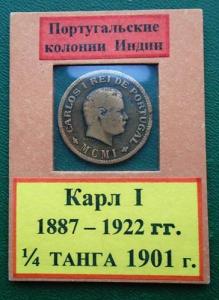 Португальские
колонии Индии
CARLOS I REI DE PORTUGAL
MCMI
Карл I
1887 – 1922 гг.
¼ ТАНГА 1901 г.